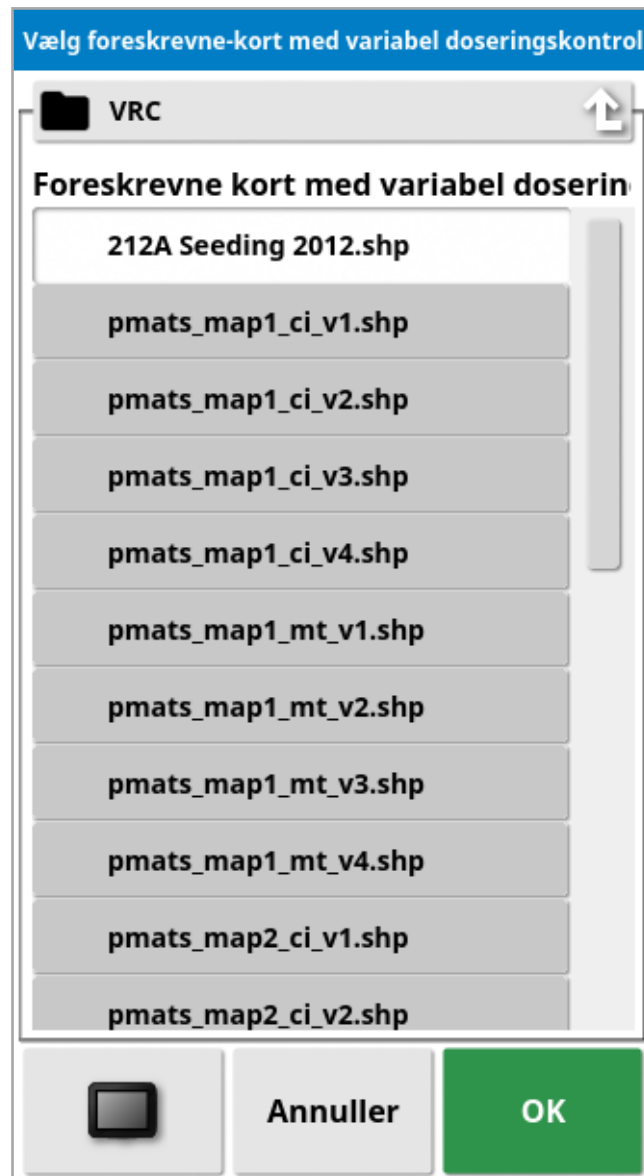 Vælg foreskrevne-kort med variabel doseringskontrol
VRC
Foreskrevne kort med variabel
212A Seeding 2012.shp
pmats_map1_ci_v1.shp
pmats_map1_ci_v2.shp
pmats_map1_ci_v3.shp
pmats_map1_ci_v4.shp
pmats_map1_mt_v1.shp
pmats_map1_mt_v2.shp
pmats_map1_mt_v3.shp
pmats_map1_mt_v4.shp
pmats_map2_ci_v1.shp
pmats_map2_ci_v2.shp
Annuller
OK